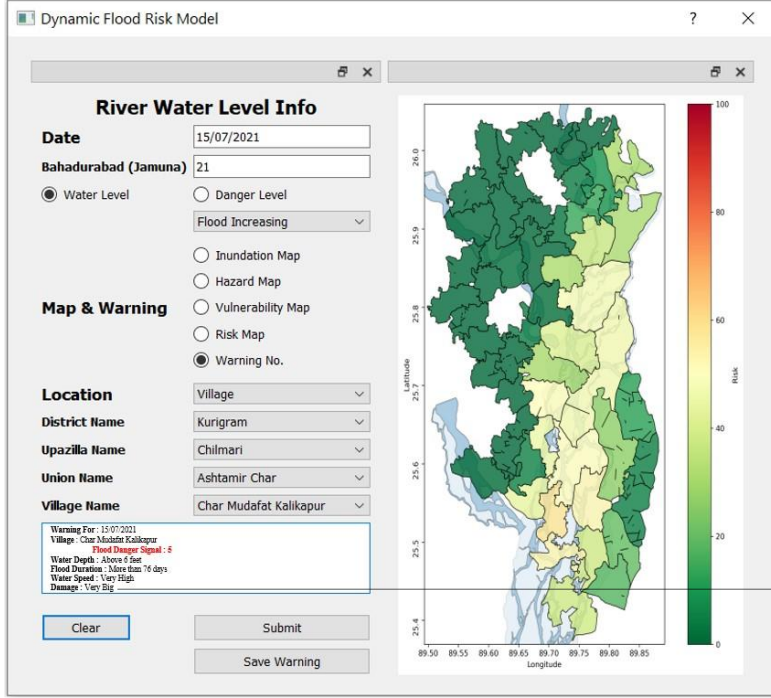 Dynamic Flood Risk Model
River Water Level Info
Date 15/07/2021
Bahadurabad (Jamuna) 21
Water Level Danger Level
Flood Increasing
Inundation Map
Hazard Map
Map & Warning Vulnerability Map
Risk Map
Warning No.
Location Village
District Name Kurigram
Upazilla Name Chilmari
Union Name Ashtamir Char
Village Name Char Mudafat Kalikapur
Warning For : 15/07/2021
Village : Char Mudafat Kalikapur
Flood Danger Signal : 5
Water Depth : Above 6 feet
Flood Duration : More than 76 days
Water Speed : Very High
Damage : Very Big
Clear Submit
Save Warning
26.0
25.9
25.8
25.7
25.6
25.5
25.4
Latitude
89.50 89.55 89.60 89.65 89.70 89.75 89.80 89.85
Longitude
100
80
60
40
20
0
Risk